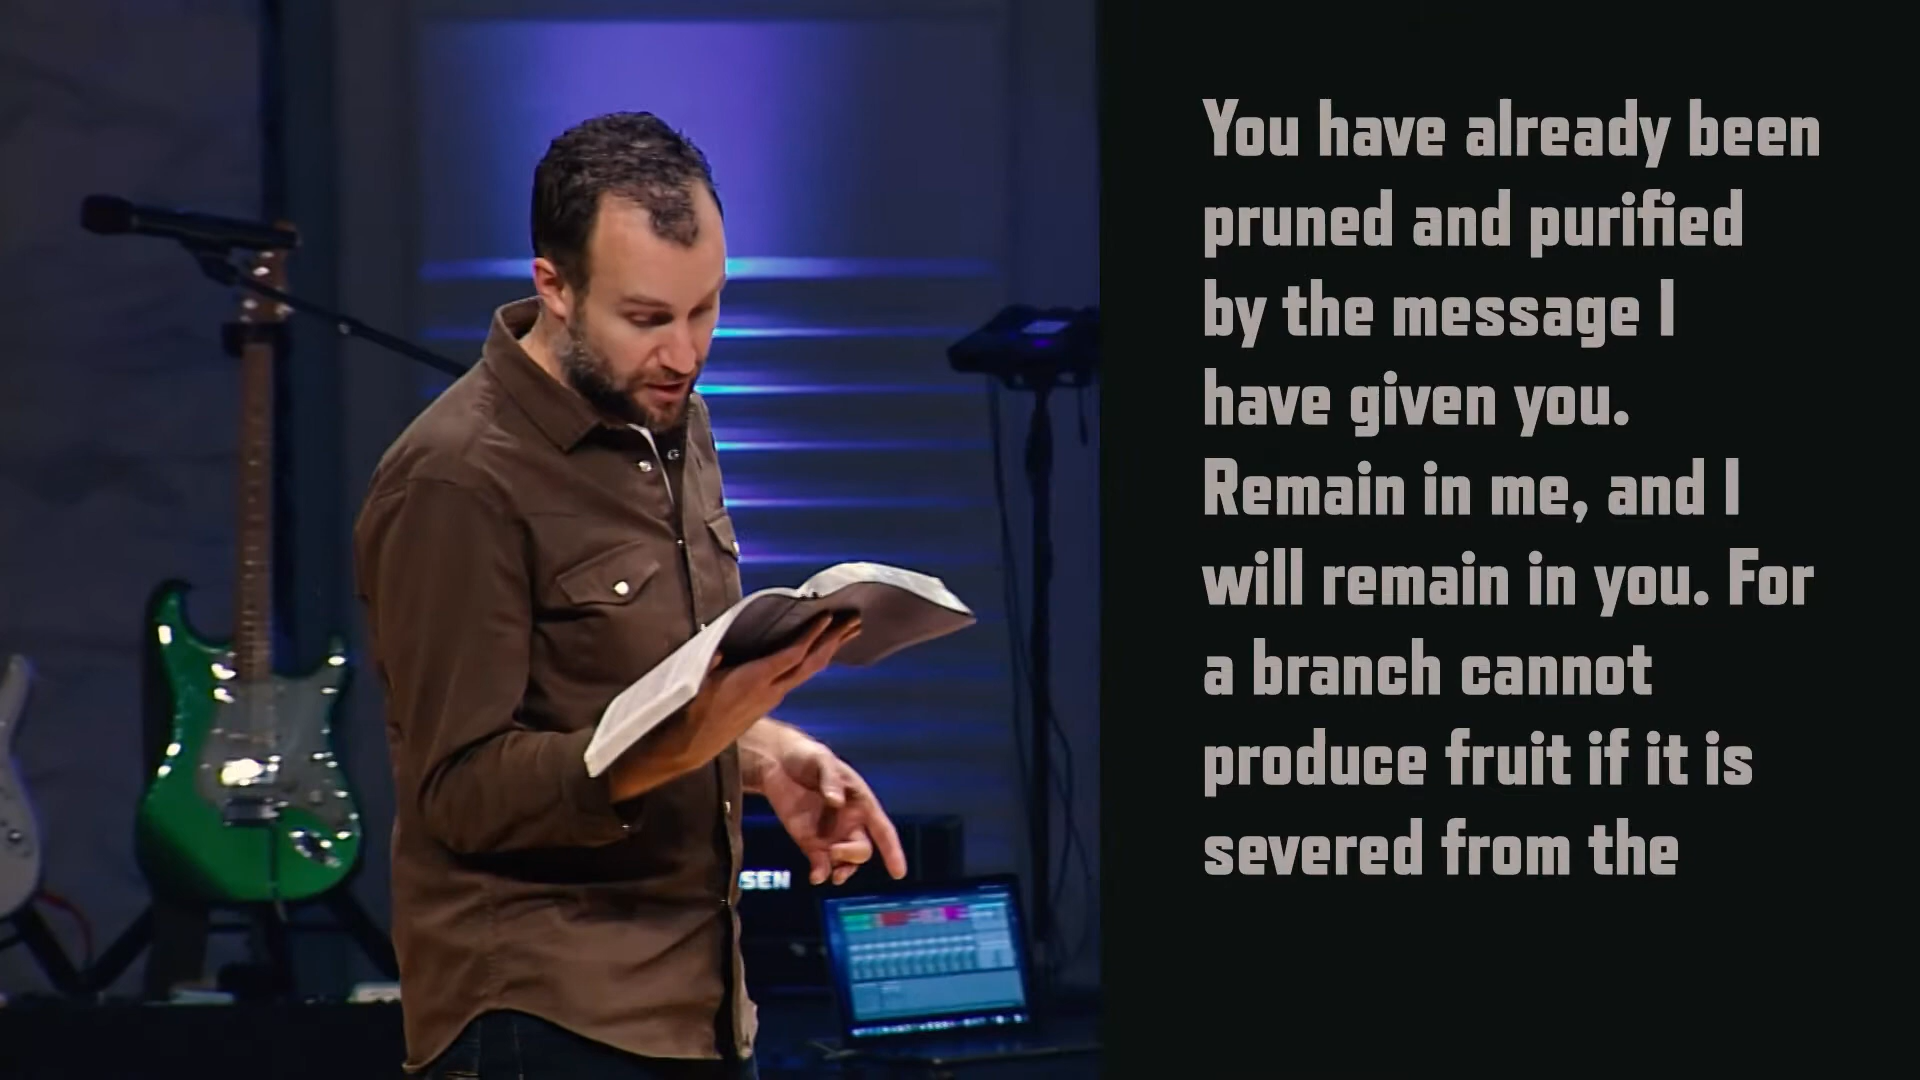 You have already been
pruned and purified
by the message I
have given you.
Remain in me, and I
will remain in you. For
a branch cannot
produce fruit if it is
severed from the
SEN